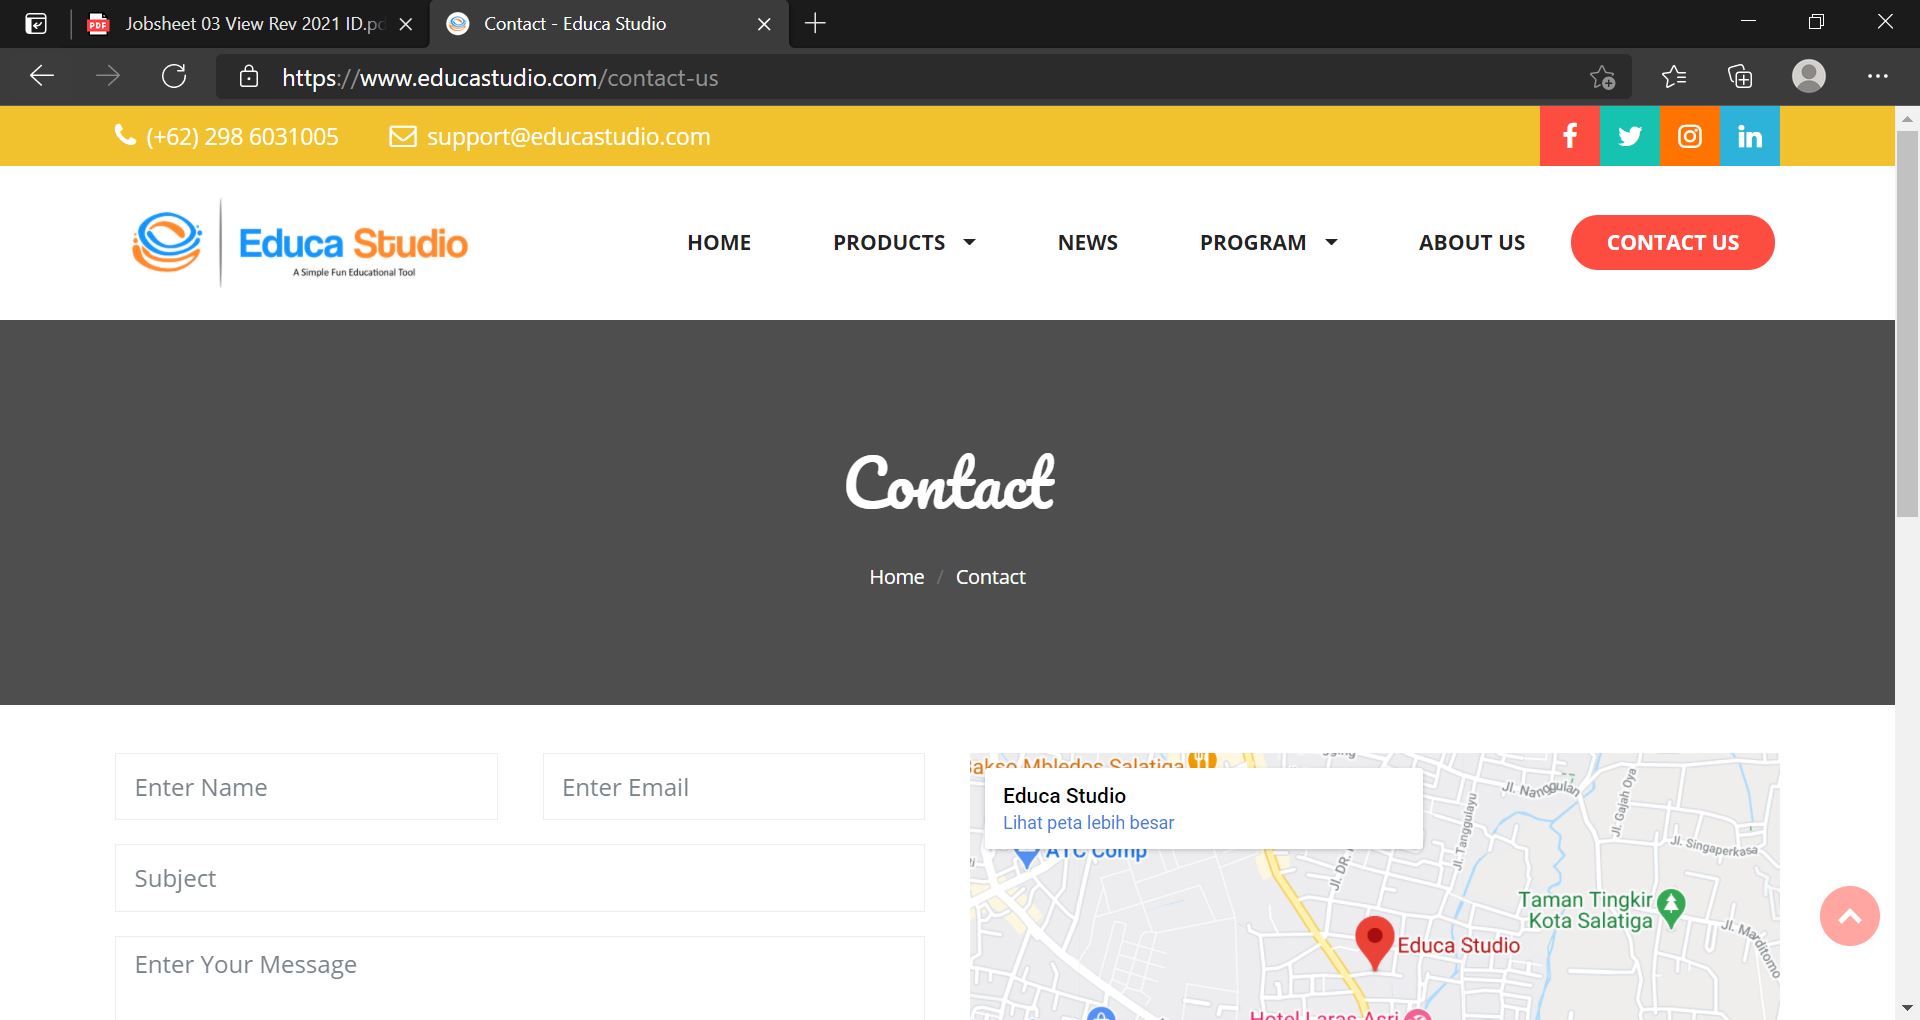 Jobsheet 03 View Rev 2021 ID.pd
Contact - Educa Studio
https://www.educastudio.com/contact-us
(+62) 298 6031005 support@educastudio.com
Educa Studio
A Simple Fun Educational Tool
HOME PRODUCTS NEWS PROGRAM ABOUT US CONTACT US
Contact
Home / Contact
Enter Name
Enter Email
Subject
Enter Your Message
Bakso Mbledos Salatiga
Educa Studio
Lihat peta lebih besar
ATC Comp
Jl. DR.
Jl. Tanggulayu
Jl. Nanggulan
Jl. Gajah Oya
Jl. Singaperkasa
Taman Tingkir
Kota Salatiga
Jl. Marditomo
Educa Studio
Hotel Laras Asri